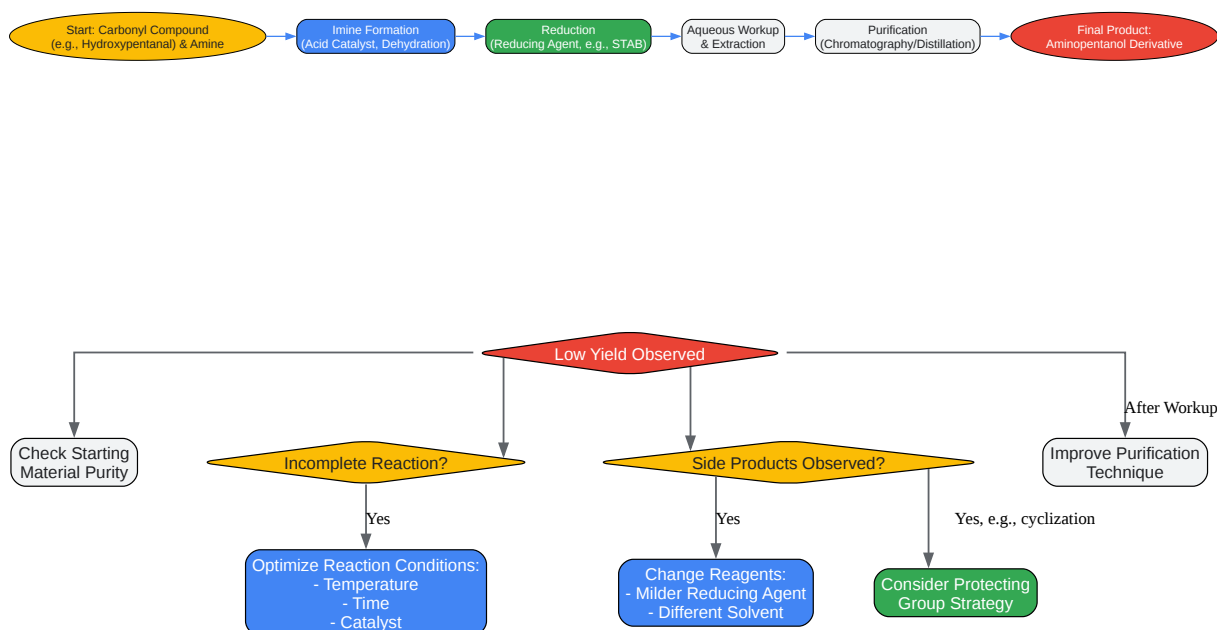 Start: Carbonyl Compound
(e.g., Hydroxypentanal) & Amine
Imine Formation
(Acid Catalyst, Dehydration)
Reduction
(Reducing Agent, e.g., STAB)
Aqueous Workup
& Extraction
Purification
(Chromatography/Distillation)
Final Product:
Aminopentanol Derivative
Low Yield Observed
After Workup
Check Starting
Material Purity
Incomplete Reaction?
Side Products Observed?
Improve Purification
Technique
Yes
Yes
Yes, e.g., cyclization
Optimize Reaction Conditions:
- Temperature
- Time
- Catalyst
Change Reagents:
- Milder Reducing Agent
- Different Solvent
Consider Protecting
Group Strategy